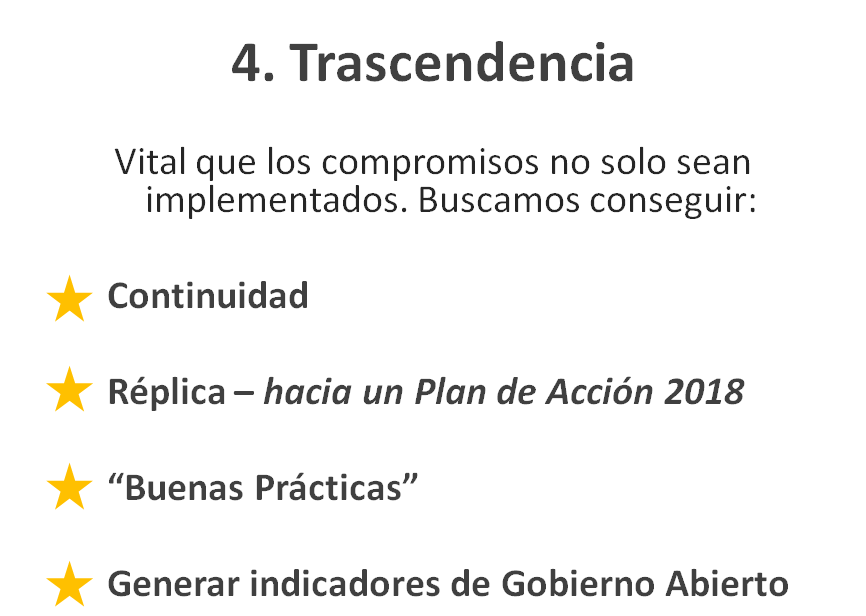 4. Trascendencia
Vital que los compromisos no solo sean
implementados. Buscamos conseguir:
Continuidad
Réplica – hacia un Plan de Acción 2018
“Buenas Prácticas”
Generar indicadores de Gobierno Abierto